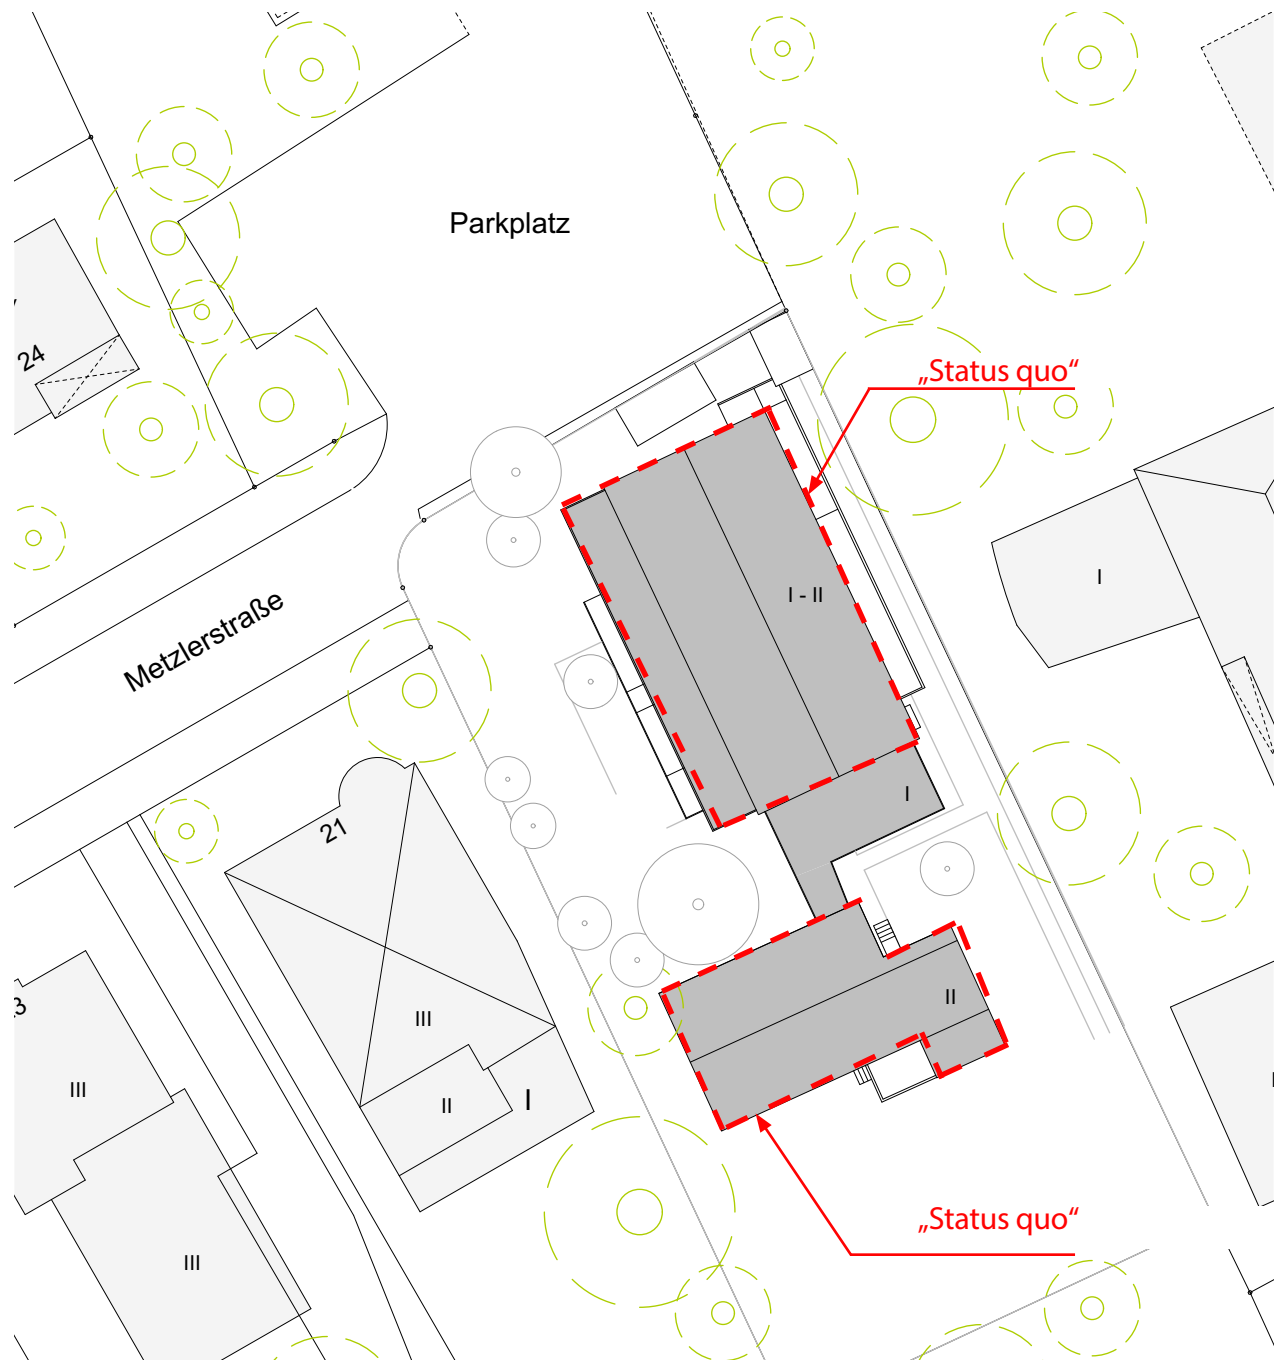 Parkplatz
24
„Status quo“
I
I - II
Metzlerstraße
I
21
II
3
III
III
II
I
„Status quo“
III